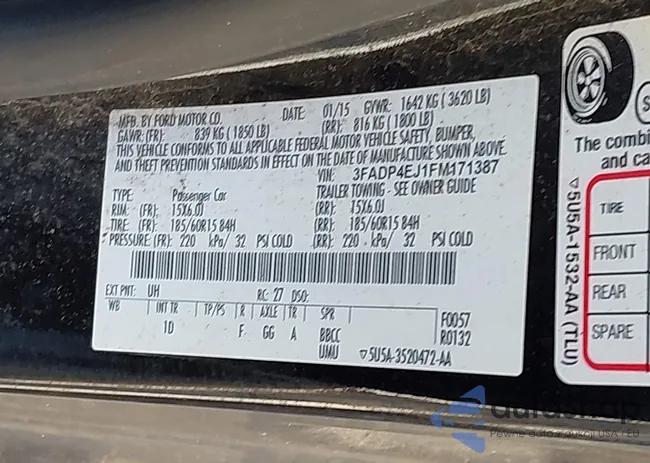 MFB. BY FORD MOTOR CO. DATE: 01/15 GVWR: 1642 KG ( 3620 LB)
GAWR: (FR): 839 KG ( 1850 LB) (RR): 816 KG ( 1800 LB)
THIS VEHICLE CONFORMS TO ALL APPLICABLE FEDERAL MOTOR VEHICLE SAFETY, BUMPER,
AND THEFT PREVENTION STANDARDS IN EFFECT ON THE DATE OF MANUFACTURE SHOWN ABOVE.
VIN: 3FADP4EJ1FM171387
TYPE: Passenger Car TRAILER TOWING - SEE OWNER GUIDE
RIM: (FR): 15X6.0J (RR): 15X6.0J
TIRE: (FR): 185/60R15 84H (RR): 185/60R15 84H
PRESSURE: (FR): 220 kPa/ 32 PSI COLD (RR): 220 kPa/ 32 PSI COLD
EXT PNT: UH RC: 27 DSO:
WB INT TR TP/PS R AXLE TR SPR F0057
1D F GG A BBCC R0132
UMU ▽5U5A-3520472-AA
▽5U5A-1532-AA (TLU)
The combi
and ca
TIRE
FRONT
REAR
SPARE